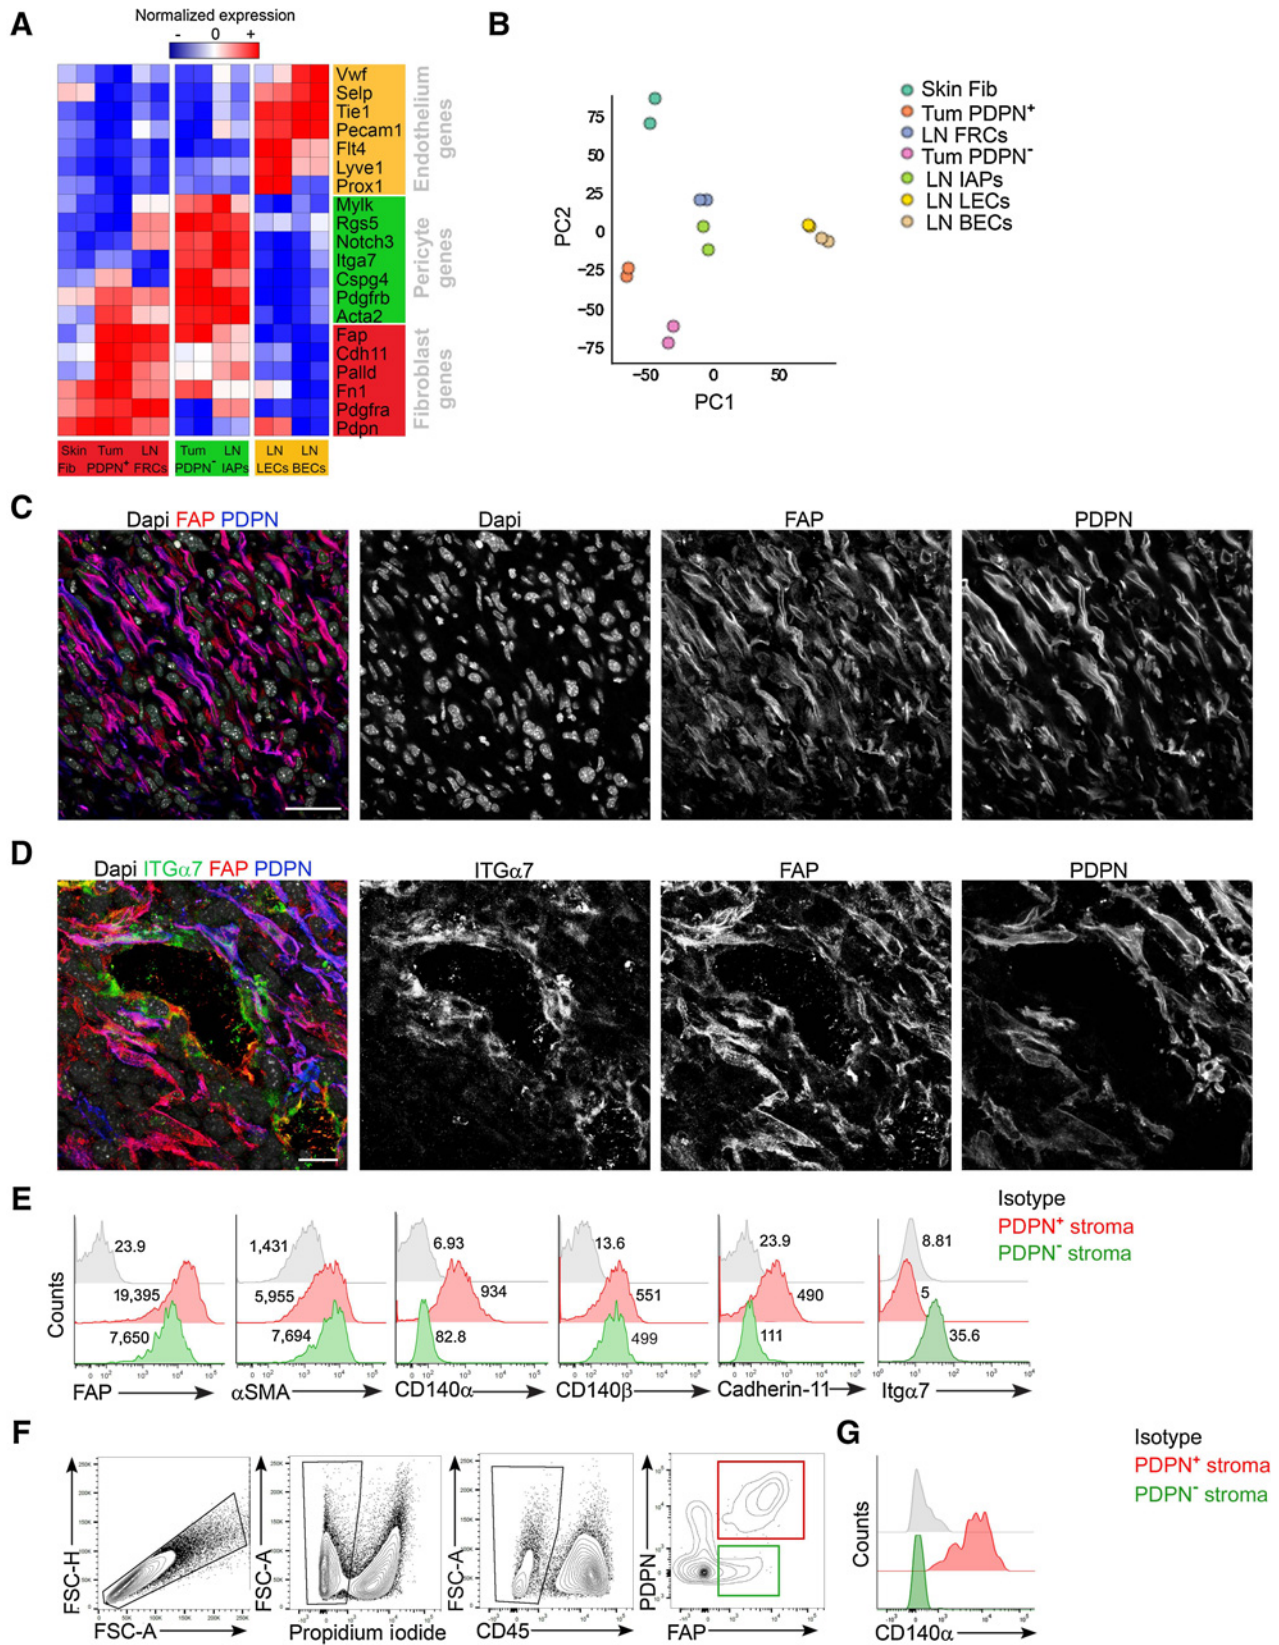 A
Normalized expression
- 0 +
Vwf
Selp
Tie1
Pecam1
Flt4
Lyve1
Prox1
Endothelium
genes
Mylk
Rgs5
Notch3
Itga7
Cspg4
Pdgfrb
Acta2
Pericyte
genes
Fap
Cdh11
Palld
Fn1
Pdgfra
Pdpn
Fibroblast
genes
Skin Tum LN Tum LN LN LN
Fib PDPN+ FRCs PDPN- IAPs LECs BECs
B
PC2
75
50
25
0
−25
−50
−75
−50 0 50
PC1
Skin Fib
Tum PDPN+
LN FRCs
Tum PDPN-
LN IAPs
LN LECs
LN BECs
C
Dapi FAP PDPN
Dapi
FAP
PDPN
D
Dapi ITGα7 FAP PDPN
ITGα7
FAP
PDPN
E
Isotype
PDPN+ stroma
PDPN- stroma
Counts
23.9
19,395
7,650
FAP
1,431
5,955
7,694
αSMA
6.93
934
82.8
CD140α
13.6
551
499
CD140β
23.9
490
111
Cadherin-11
8.81
5
35.6
Itgα7
F
FSC-H
FSC-A
FSC-A
Propidium iodide
FSC-A
CD45
PDPN
FAP
G
Isotype
PDPN+ stroma
PDPN- stroma
Counts
CD140α